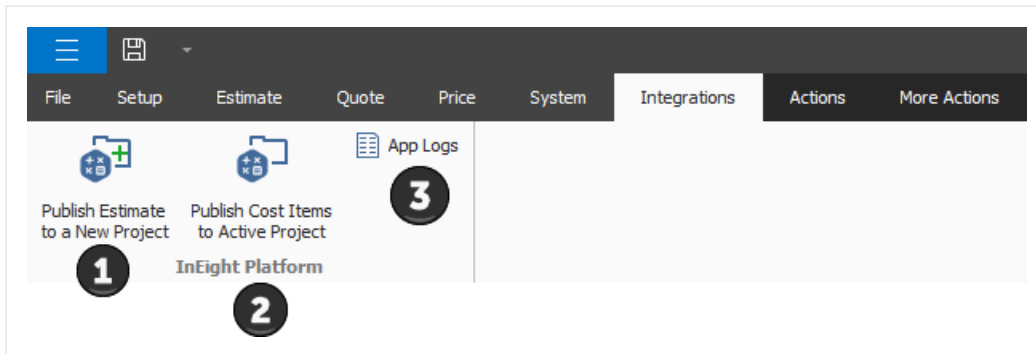 File Setup Estimate Quote Price System Integrations Actions More Actions
App Logs
3
Publish Estimate
to a New Project
Publish Cost Items
to Active Project
1
InEight Platform
2